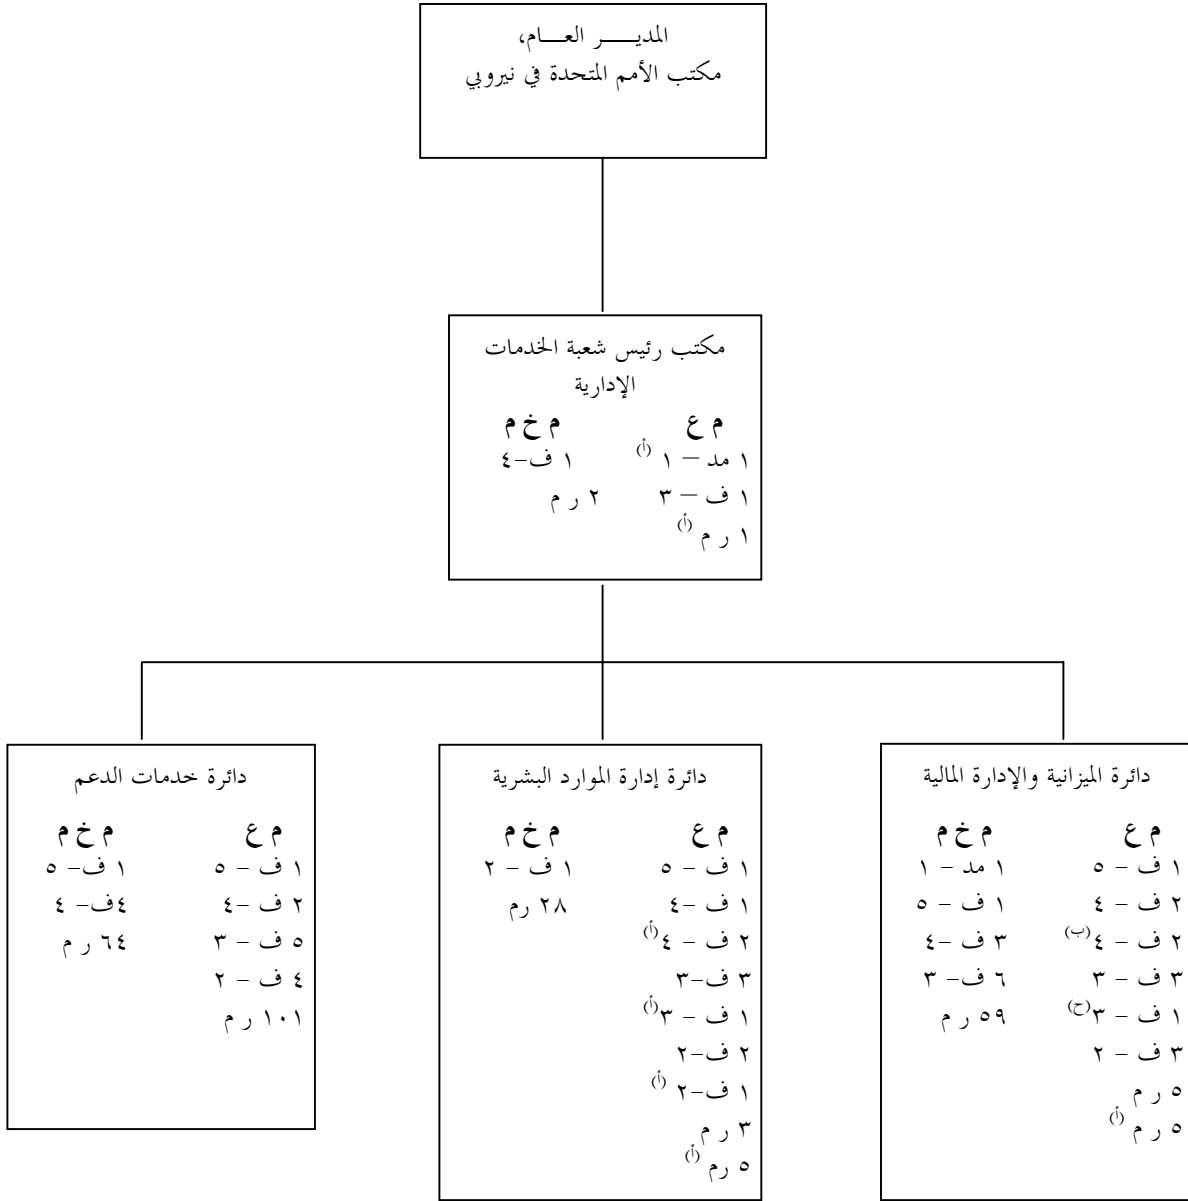 المديــــر العــــام،
مكتب الأمم المتحدة في نيروبي
مكتب رئيس شعبة الخدمات
الإدارية
م ع م خ م
١ مد – ١ (أ) ١ ف-٤
١ ف – ٣ ٢ ر م
١ ر م (أ)
دائرة الميزانية والإدارة المالية
م ع م خ م
١ ف – ٥ ١ مد – ١
٢ ف – ٤ ١ ف – ٥
٢ ف – ٤(ب) ٣ ف -٤
٣ ف – ٣ ٦ ف- ٣
١ ف – ٣(ح) ٥٩ ر م
٣ ف – ٢
٥ ر م
٥ ر م (أ)
دائرة إدارة الموارد البشرية
م ع م خ م
١ ف – ٥ ١ ف – ٢
١ ف -٤ ٢٨ رم
٢ ف – ٤(أ)
٣ ف-٣
١ ف – ٣(أ)
٢ ف-٢
١ ف-٢ (أ)
٣ ر م
٥ رم (أ)
دائرة خدمات الدعم
م ع م خ م
١ ف – ٥ ١ ف- ٥
٢ ف -٤ ٤ف- ٤
٥ ف – ٣ ٦٤ ر م
٤ ف – ٢
١٠١ ر م